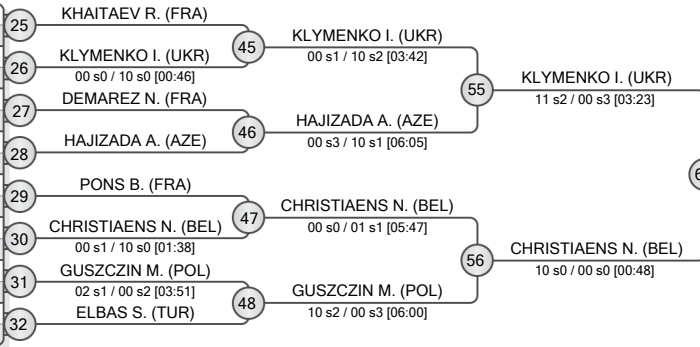 25
KHAITAEV R. (FRA)
26
KLYMENKO I. (UKR)
00 s0 / 10 s0 [00:46]
45
KLYMENKO I. (UKR)
00 s1 / 10 s2 [03:42]
27
DEMAREZ N. (FRA)
28
HAJIZADA A. (AZE)
46
HAJIZADA A. (AZE)
00 s3 / 10 s1 [06:05]
55
KLYMENKO I. (UKR)
11 s2 / 00 s3 [03:23]
29
PONS B. (FRA)
30
CHRISTIAENS N. (BEL)
00 s1 / 10 s0 [01:38]
47
CHRISTIAENS N. (BEL)
00 s0 / 01 s1 [05:47]
31
GUSZCZIN M. (POL)
02 s1 / 00 s2 [03:51]
32
ELBAS S. (TUR)
48
GUSZCZIN M. (POL)
10 s2 / 00 s3 [06:00]
56
CHRISTIAENS N. (BEL)
10 s0 / 00 s0 [00:48]